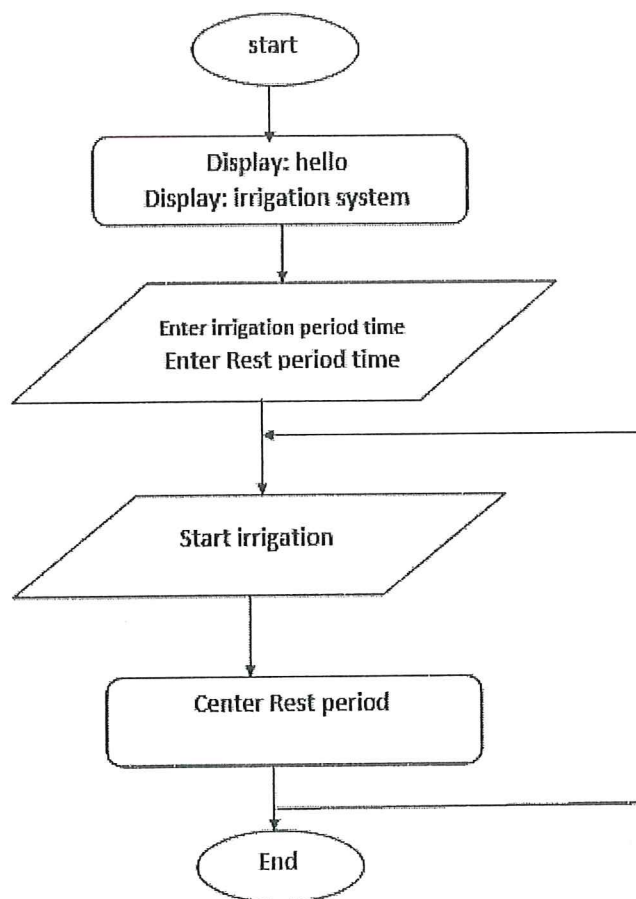 start
Display: hello
Display: irrigation system
Enter irrigation period time
Enter Rest period time
Start irrigation
Center Rest period
End